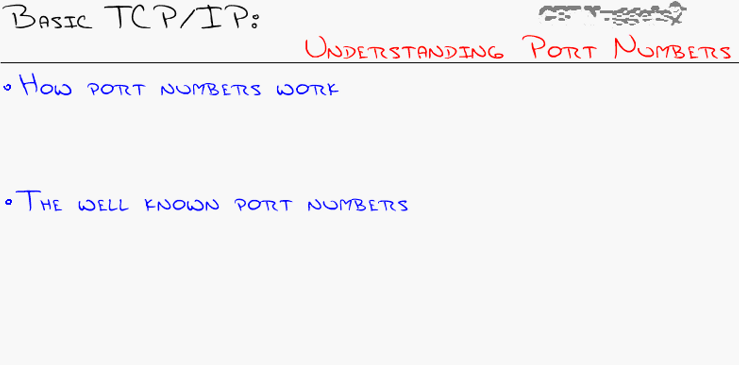 Basic TCP/IP:
Understanding Port Numbers
• How port numbers work
• The well known port numbers